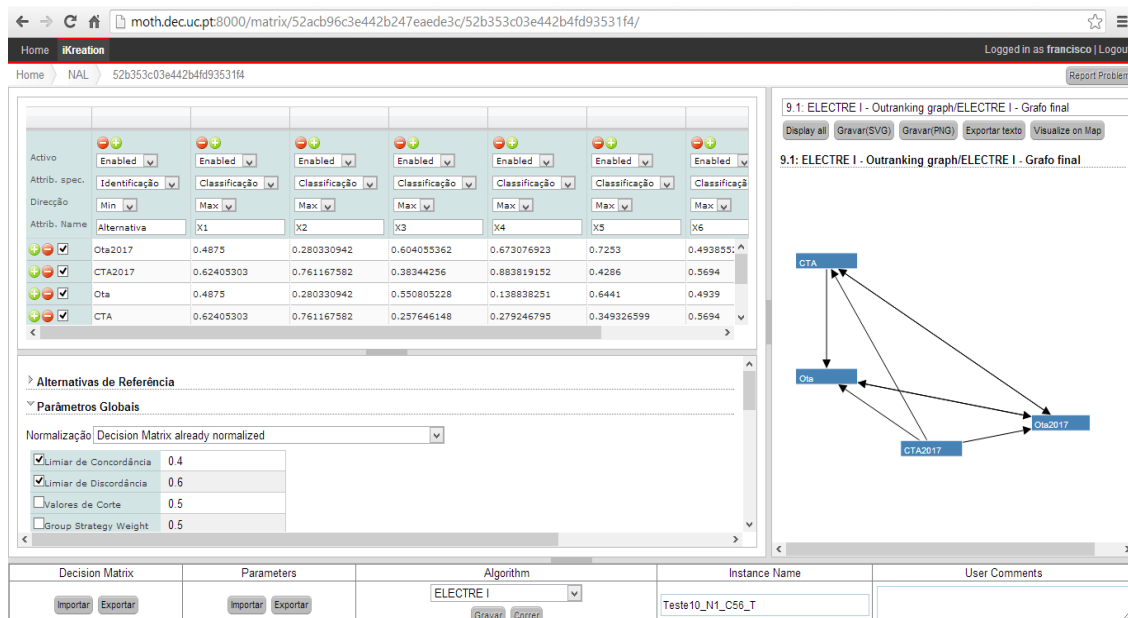 moth.dec.uc.pt:8000/matrix/52acb96c3e442b247eaede3c/52b353c03e442b4fd93531f4/
Home iKreation Logged in as francisco | Logou
Home NAL 52b353c03e442b4fd93531f4 Report Problem
Activo Enabled Enabled Enabled Enabled Enabled Enabled Enabled
Attrib. spec. Identificação Classificação Classificação Classificação Classificação Classificação Classificaçã
Direcção Min Max Max Max Max Max Max
Attrib. Name Alternativa X1 X2 X3 X4 X5 X6
Ota2017 0.4875 0.280330942 0.604055362 0.673076923 0.7253 0.4938552
CTA2017 0.62405303 0.761167582 0.38344256 0.883819152 0.4286 0.5694
Ota 0.4875 0.280330942 0.550805228 0.138838251 0.6441 0.4939
CTA 0.62405303 0.761167582 0.257646148 0.279246795 0.349326599 0.5694
Alternativas de Referência
Parâmetros Globais
Normalização Decision Matrix already normalized
Limiar de Concordância 0.4
Limiar de Discordância 0.6
Valores de Corte 0.5
Group Strategy Weight 0.5
9.1: ELECTRE I - Outranking graph/ELECTRE I - Grafo final
Display all Gravar(SVG) Gravar(PNG) Exportar texto Visualize on Map
9.1: ELECTRE I - Outranking graph/ELECTRE I - Grafo final
CTA
Ota
Ota2017
CTA2017
Decision Matrix Parameters Algorithm Instance Name User Comments
Importar Exportar Importar Exportar ELECTRE I Teste10_N1_C56_T
Gravar Correr